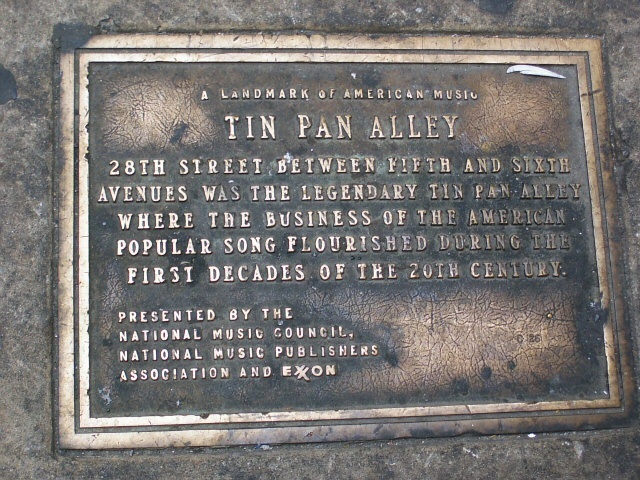 A LANDMARK OF AMERICAN MUSIC
TIN PAN ALLEY
28TH STREET BETWEEN FIFTH AND SIXTH
AVENUES WAS THE LEGENDARY TIN PAN ALLEY
WHERE THE BUSINESS OF THE AMERICAN
POPULAR SONG FLOURISHED DURING THE
FIRST DECADES OF THE 20TH CENTURY.
PRESENTED BY THE
NATIONAL MUSIC COUNCIL,
NATIONAL MUSIC PUBLISHERS
ASSOCIATION AND EXXON